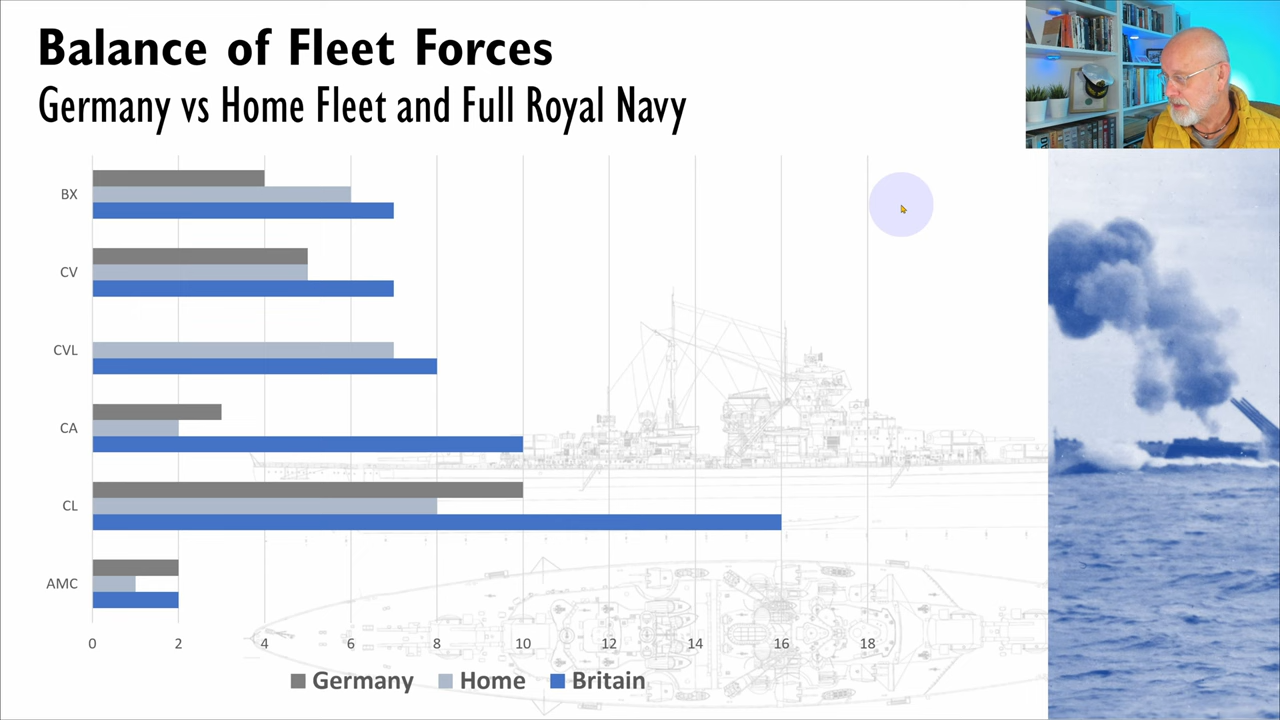 Balance of Fleet Forces
Germany vs Home Fleet and Full Royal Navy
BX
CV
CVL
CA
CL
AMC
0 2 4 6 8 10 12 14 16 18
Germany Home Britain